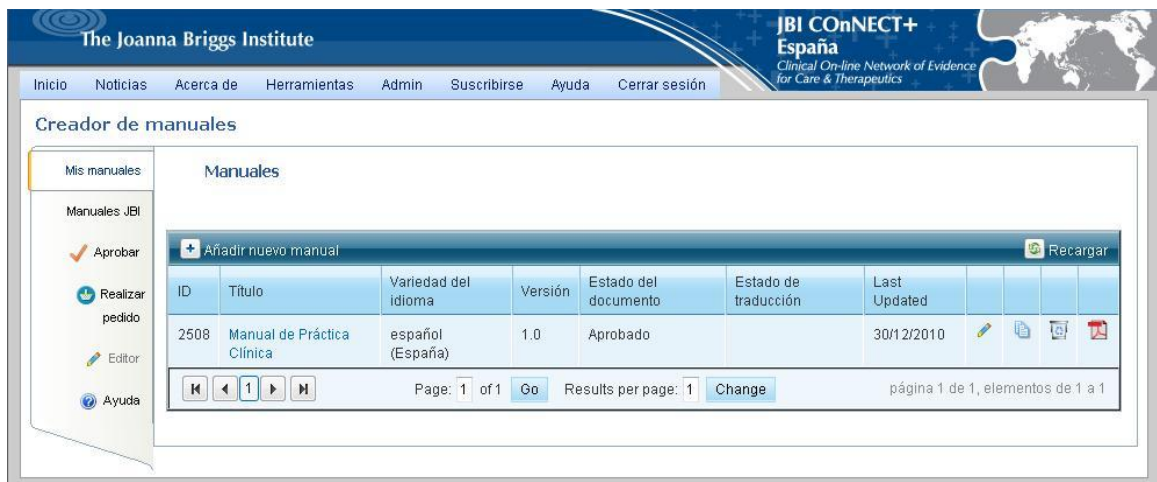 The Joanna Briggs Institute
JBI COnNECT+
España
Clinical On-line Network of Evidence
for Care & Therapeutics
Inicio Noticias Acerca de Herramientas Admin Suscribirse Ayuda Cerrar sesión
Creador de manuales
Mis manuales
Manuales JBI
Aprobar
Realizar
pedido
Editor
Ayuda
Manuales
Añadir nuevo manual Recargar
ID Título Variedad del idioma Versión Estado del documento Estado de traducción Last Updated
2508 Manual de Práctica Clínica español (España) 1.0 Aprobado 30/12/2010
1 Page: 1 of 1 Go Results per page: 1 Change página 1 de 1, elementos de 1 a 1